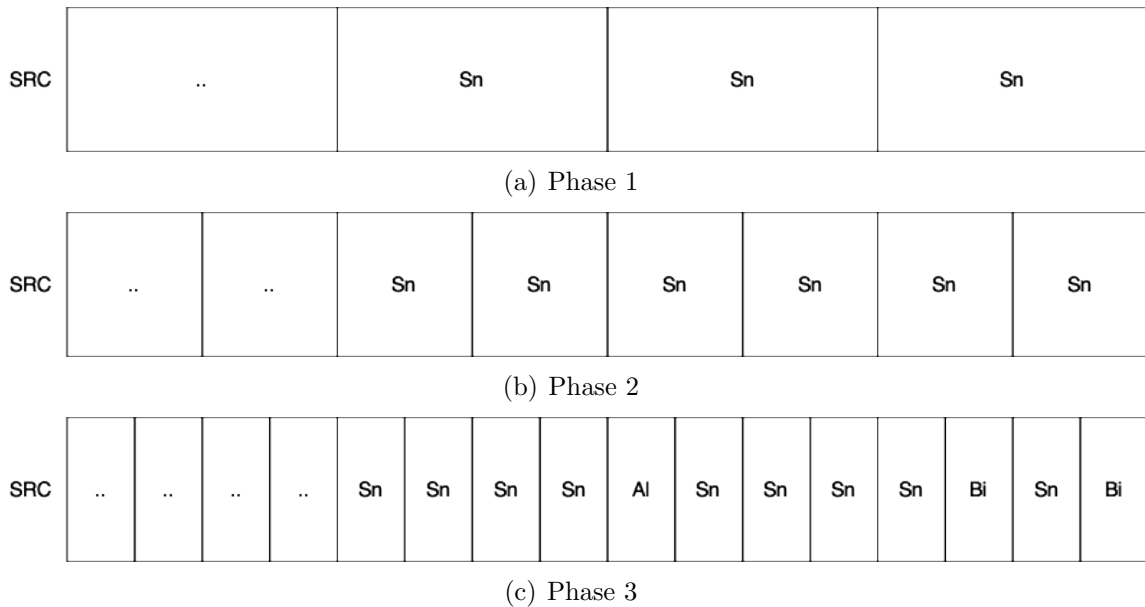 SRC .. Sn Sn Sn
(a) Phase 1
SRC .. .. Sn Sn Sn Sn Sn Sn
(b) Phase 2
SRC .. .. .. .. Sn Sn Sn Sn Al Sn Sn Sn Sn Bi Sn Bi
(c) Phase 3